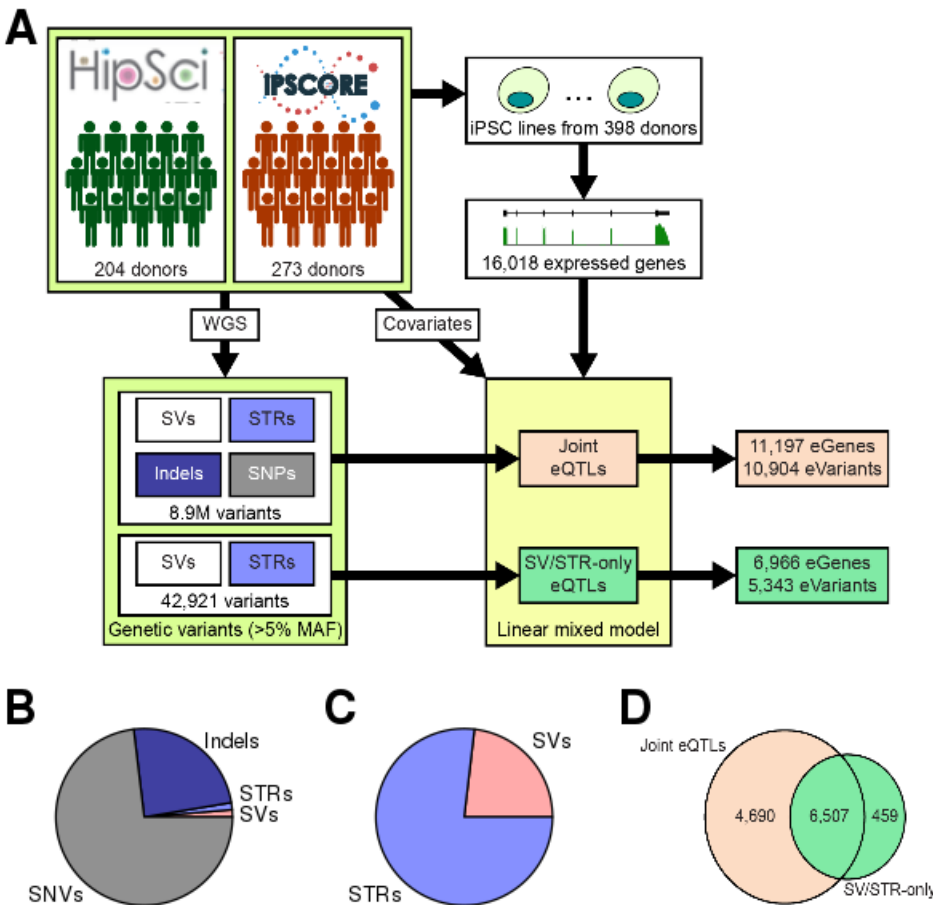 A
HipSci
iPSCORE
204 donors
273 donors
...
iPSC lines from 398 donors
16,018 expressed genes
WGS
Covariates
SVs
STRs
Indels
SNPs
8.9M variants
SVs
STRs
42,921 variants
Genetic variants (>5% MAF)
Joint
eQTLs
SV/STR-only
eQTLs
Linear mixed model
11,197 eGenes
10,904 eVariants
6,966 eGenes
5,343 eVariants
B
Indels
STRs
SVs
SNVs
C
SVs
STRs
D
Joint eQTLs
4,690
6,507
459
SV/STR-only